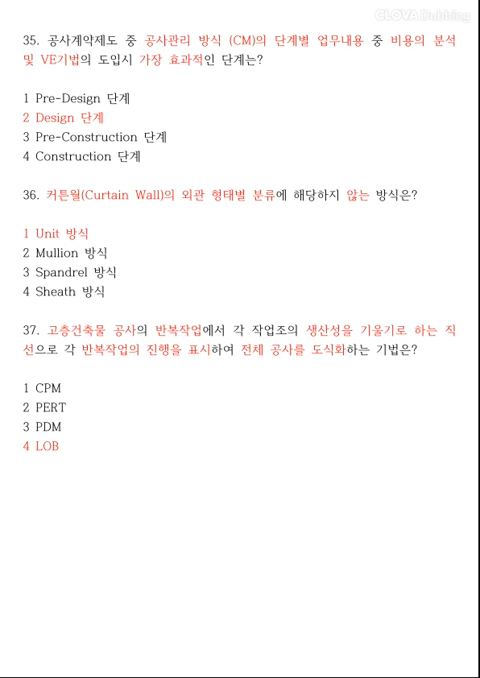 CLOVA Dubbing
35. 공사계약제도 중 공사관리 방식 (CM)의 단계별 업무내용 중 비용의 분석
및 VE기법의 도입시 가장 효과적인 단계는?
1 Pre-Design 단계
2 Design 단계
3 Pre-Construction 단계
4 Construction 단계
36. 커튼월(Curtain Wall)의 외관 형태별 분류에 해당하지 않는 방식은?
1 Unit 방식
2 Mullion 방식
3 Spandrel 방식
4 Sheath 방식
37. 고층건축물 공사의 반복작업에서 각 작업조의 생산성을 기울기로 하는 직
선으로 각 반복작업의 진행을 표시하여 전체 공사를 도식화하는 기법은?
1 CPM
2 PERT
3 PDM
4 LOB